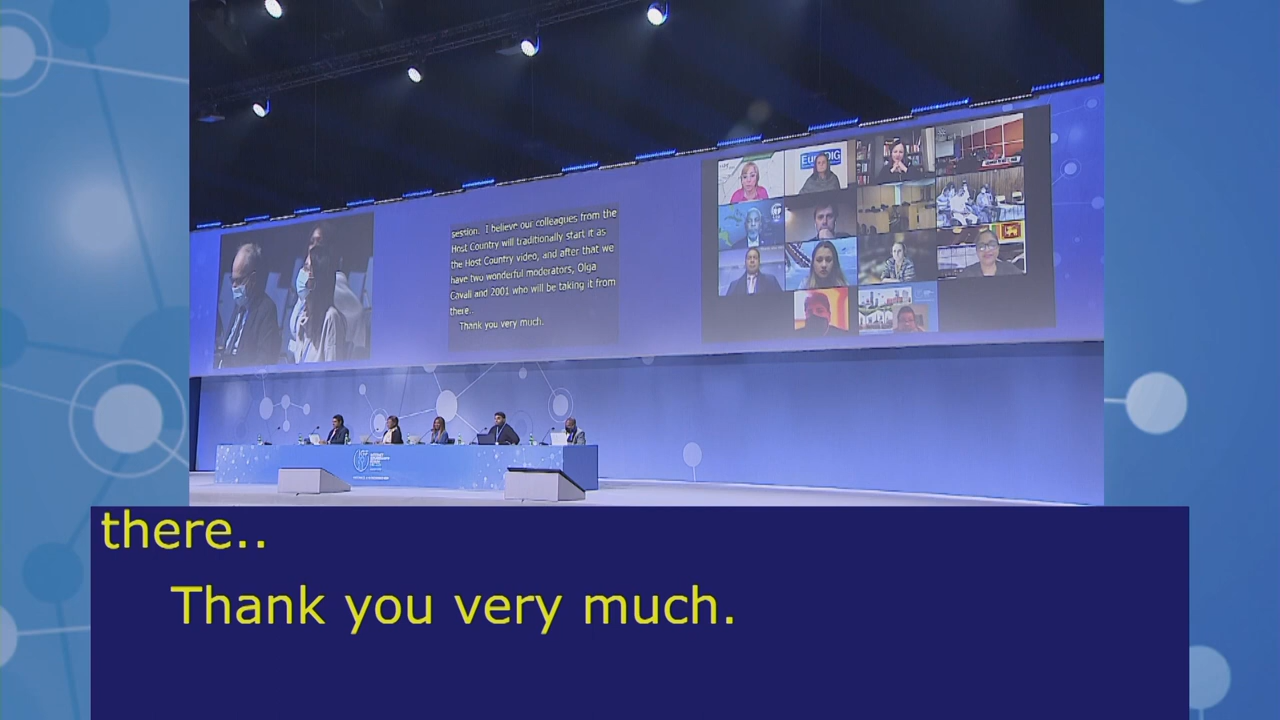 session. I believe our colleagues from the
Host Country will traditionally start it as
the Host Country video, and after that we
have two wonderful moderators, Olga
Cavali and 2001 who will be taking it from
there..
Thank you very much.
EuroDIG
IGF
there..
Thank you very much.